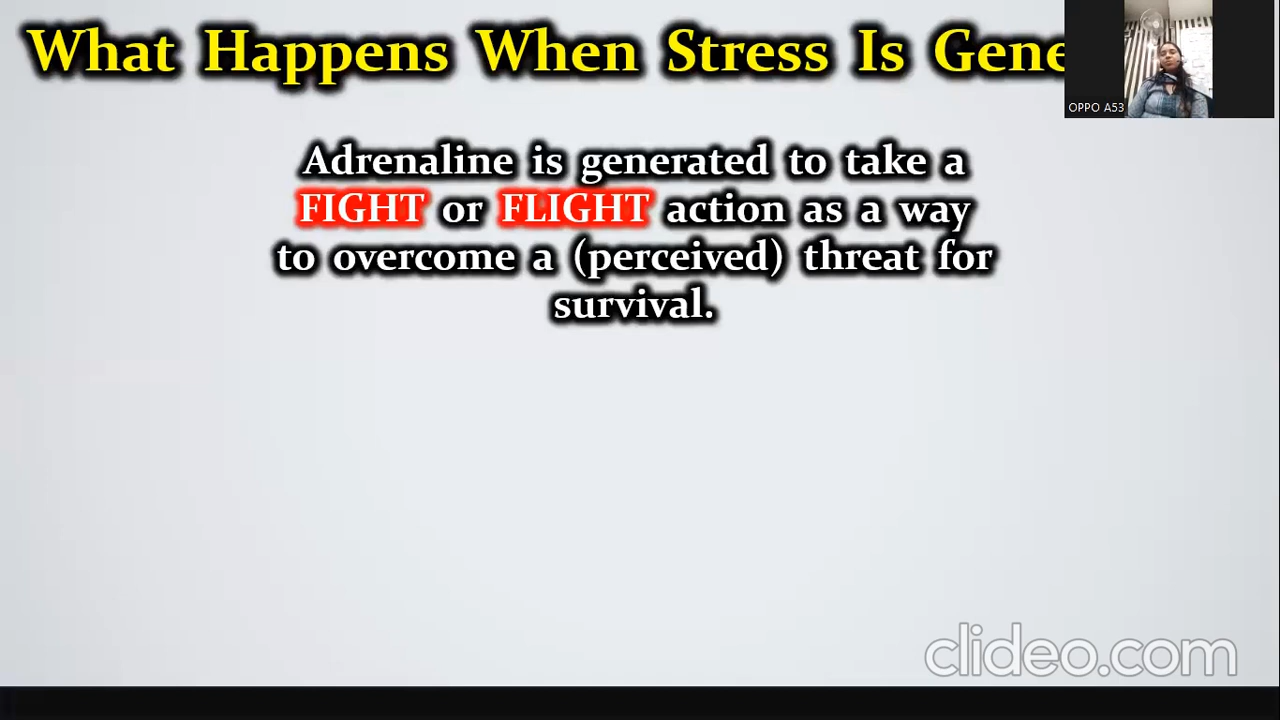 What Happens When Stress Is Gene
OPPO A53
Adrenaline is generated to take a
FIGHT or FLIGHT action as a way
to overcome a (perceived) threat for
survival.
clideo.com